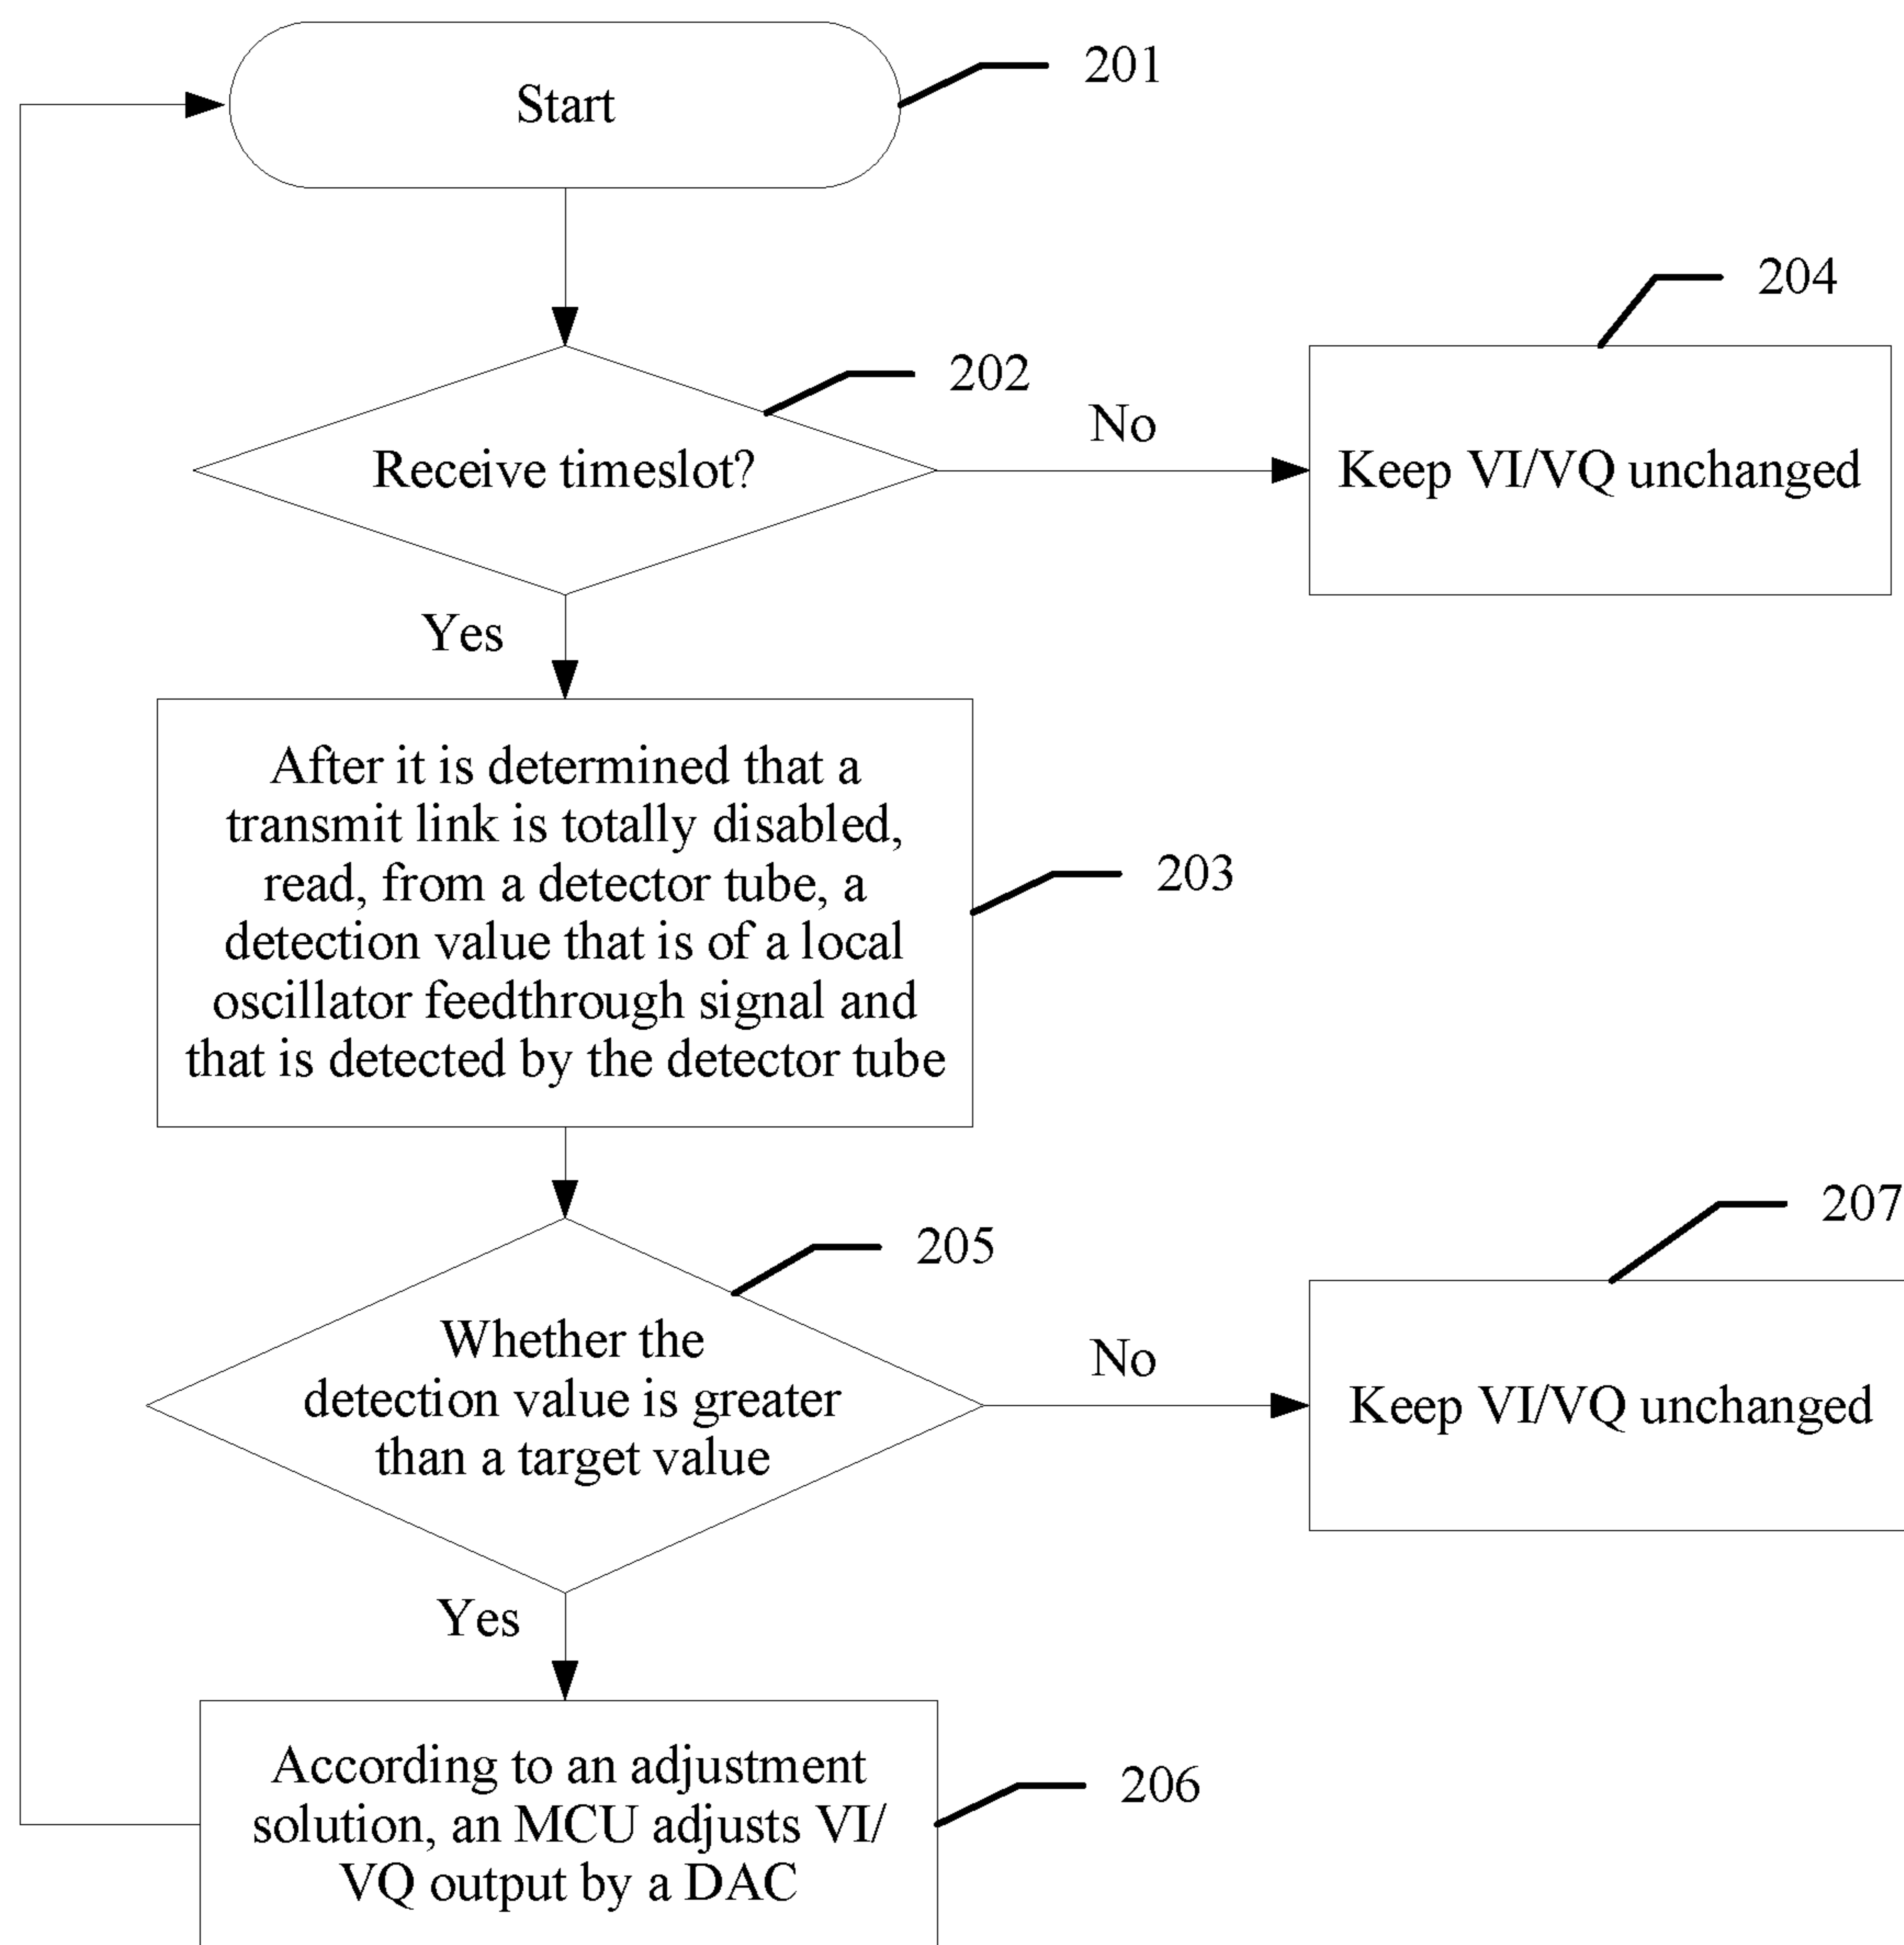 Start
201
202
Receive timeslot?
No
204
Keep VI/VQ unchanged
Yes
After it is determined that a
transmit link is totally disabled,
read, from a detector tube, a
detection value that is of a local
oscillator feedthrough signal and
that is detected by the detector tube
203
205
Whether the
detection value is greater
than a target value
No
207
Keep VI/VQ unchanged
Yes
According to an adjustment
solution, an MCU adjusts VI/
VQ output by a DAC
206